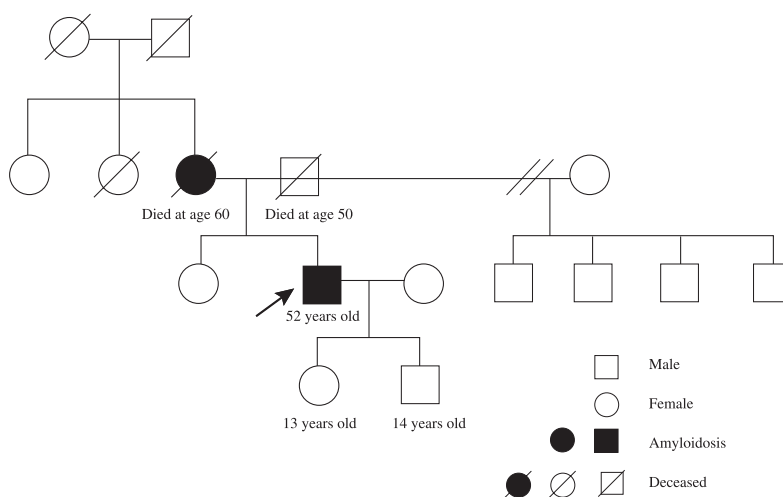 Died at age 60
Died at age 50
52 years old
13 years old
14 years old
Male
Female
Amyloidosis
Deceased